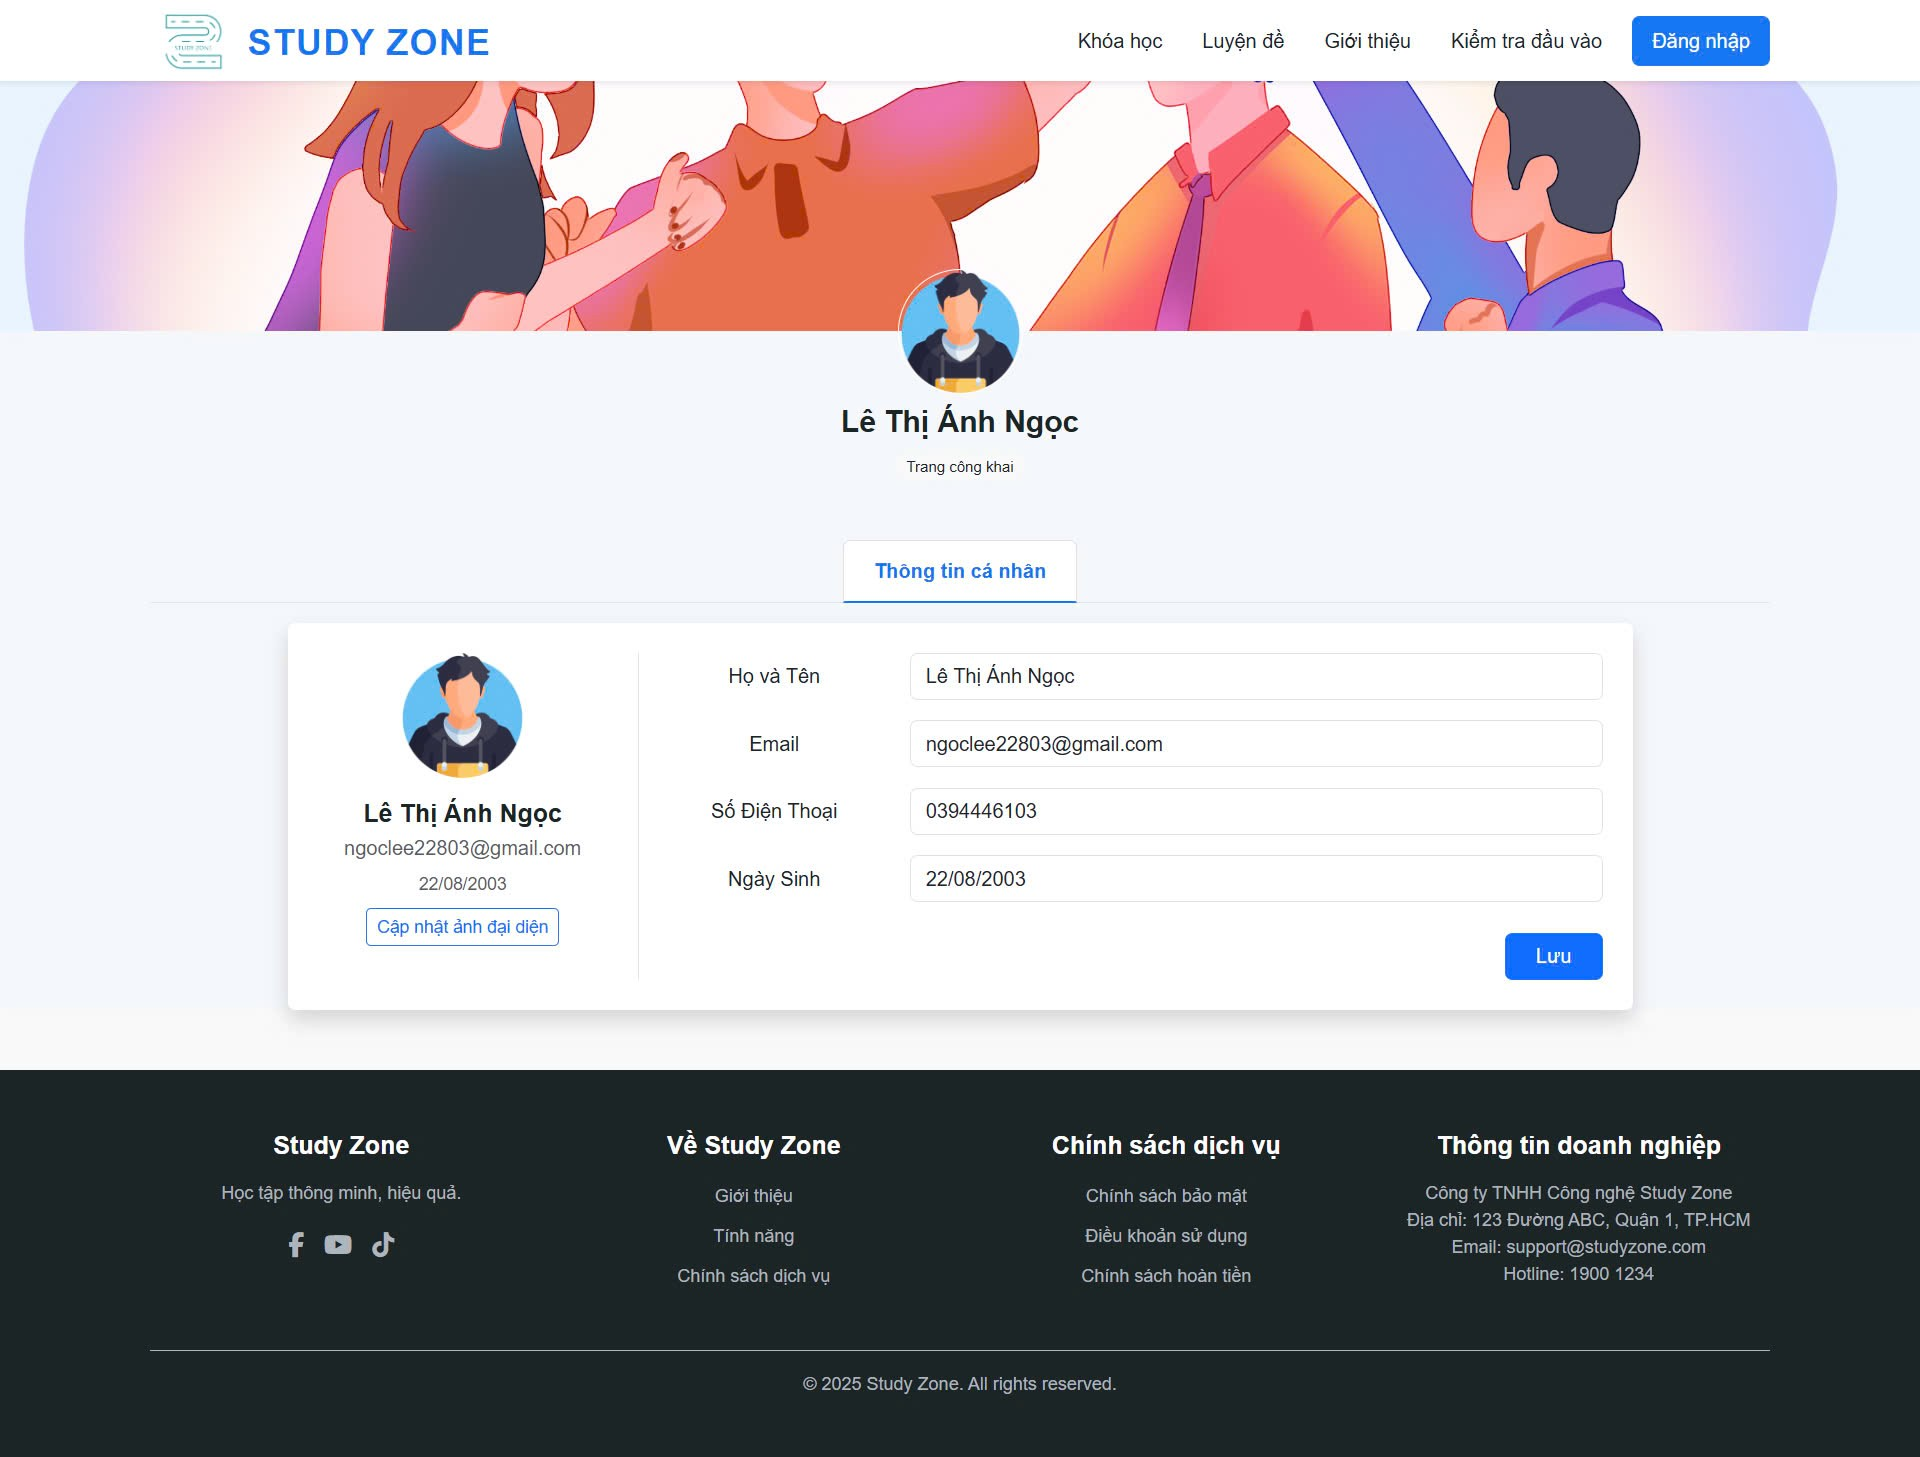 STUDY ZONE
STUDY ZONE
Khóa học
Luyện đề
Giới thiệu
Kiểm tra đầu vào
Đăng nhập
Lê Thị Ánh Ngọc
Trang công khai
Thông tin cá nhân
Lê Thị Ánh Ngọc
ngoclee22803@gmail.com
22/08/2003
Cập nhật ảnh đại diện
Họ và Tên
Lê Thị Ánh Ngọc
Email
ngoclee22803@gmail.com
Số Điện Thoại
0394446103
Ngày Sinh
22/08/2003
Lưu
Study Zone
Học tập thông minh, hiệu quả.
Về Study Zone
Giới thiệu
Tính năng
Chính sách dịch vụ
Chính sách dịch vụ
Chính sách bảo mật
Điều khoản sử dụng
Chính sách hoàn tiền
Thông tin doanh nghiệp
Công ty TNHH Công nghệ Study Zone
Địa chỉ: 123 Đường ABC, Quận 1, TP.HCM
Email: support@studyzone.com
Hotline: 1900 1234
© 2025 Study Zone. All rights reserved.